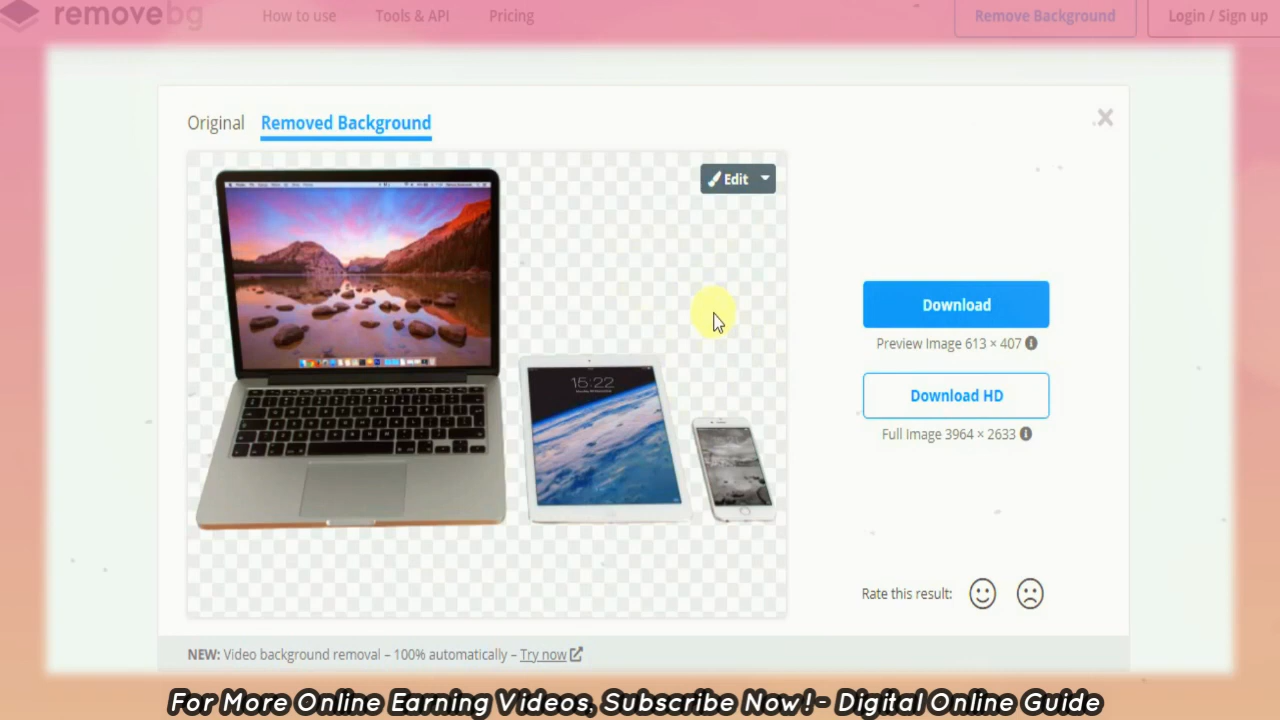 removebg
How to use
Tools & API
Pricing
Remove Background
Login / Sign up
Original
Removed Background
Edit
15:22
Download
Preview Image 613 × 407
Download HD
Full Image 3964 × 2633
Rate this result:
NEW: Video background removal – 100% automatically – Try now
For More Online Earning Videos, Subscribe Now!- Digital Online Guide